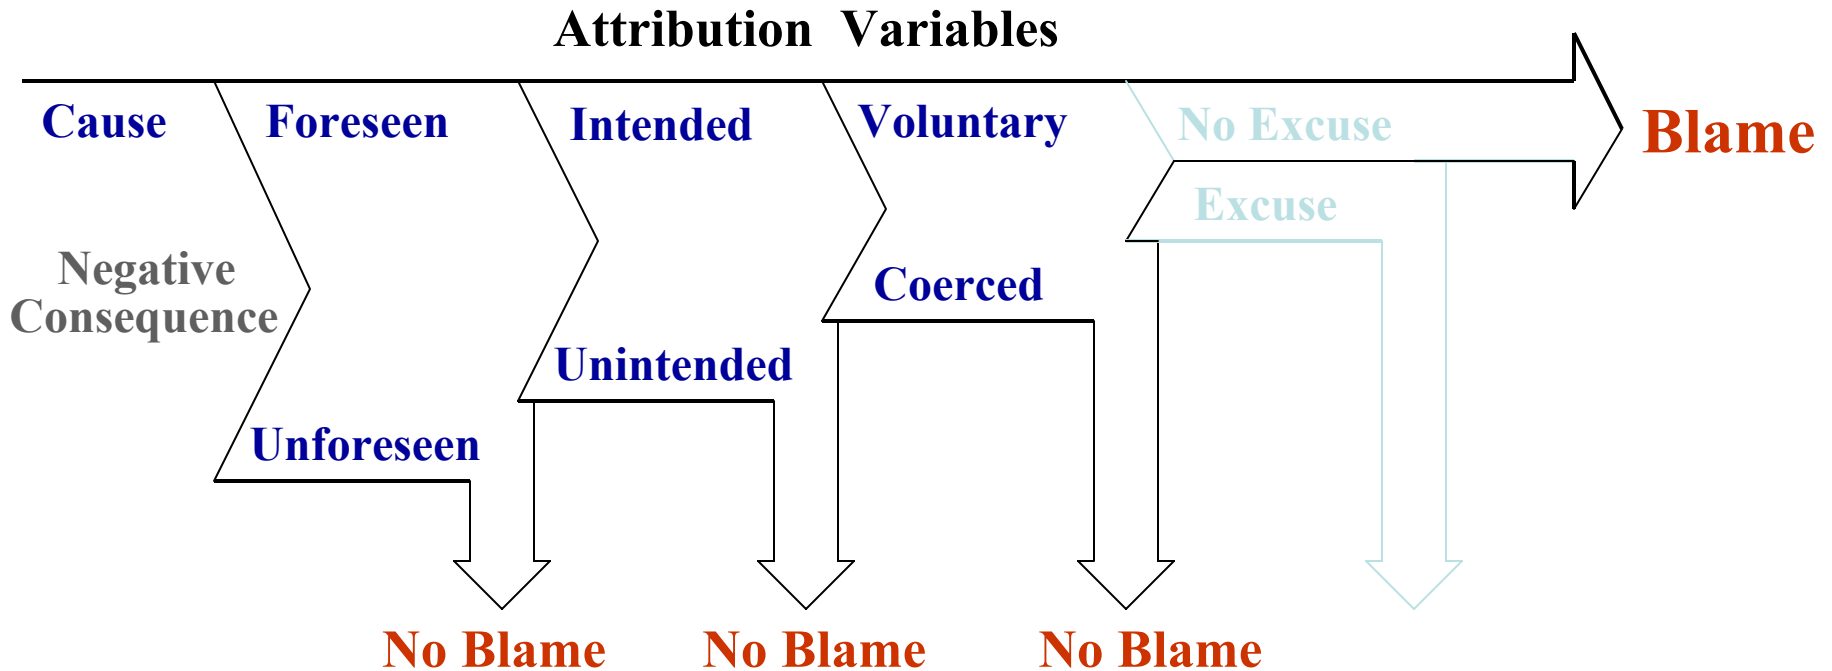 Attribution Variables
Cause
Foreseen
Intended
Voluntary
No Excuse
Blame
Excuse
Negative
Consequence
Coerced
Unintended
Unforeseen
No Blame
No Blame
No Blame